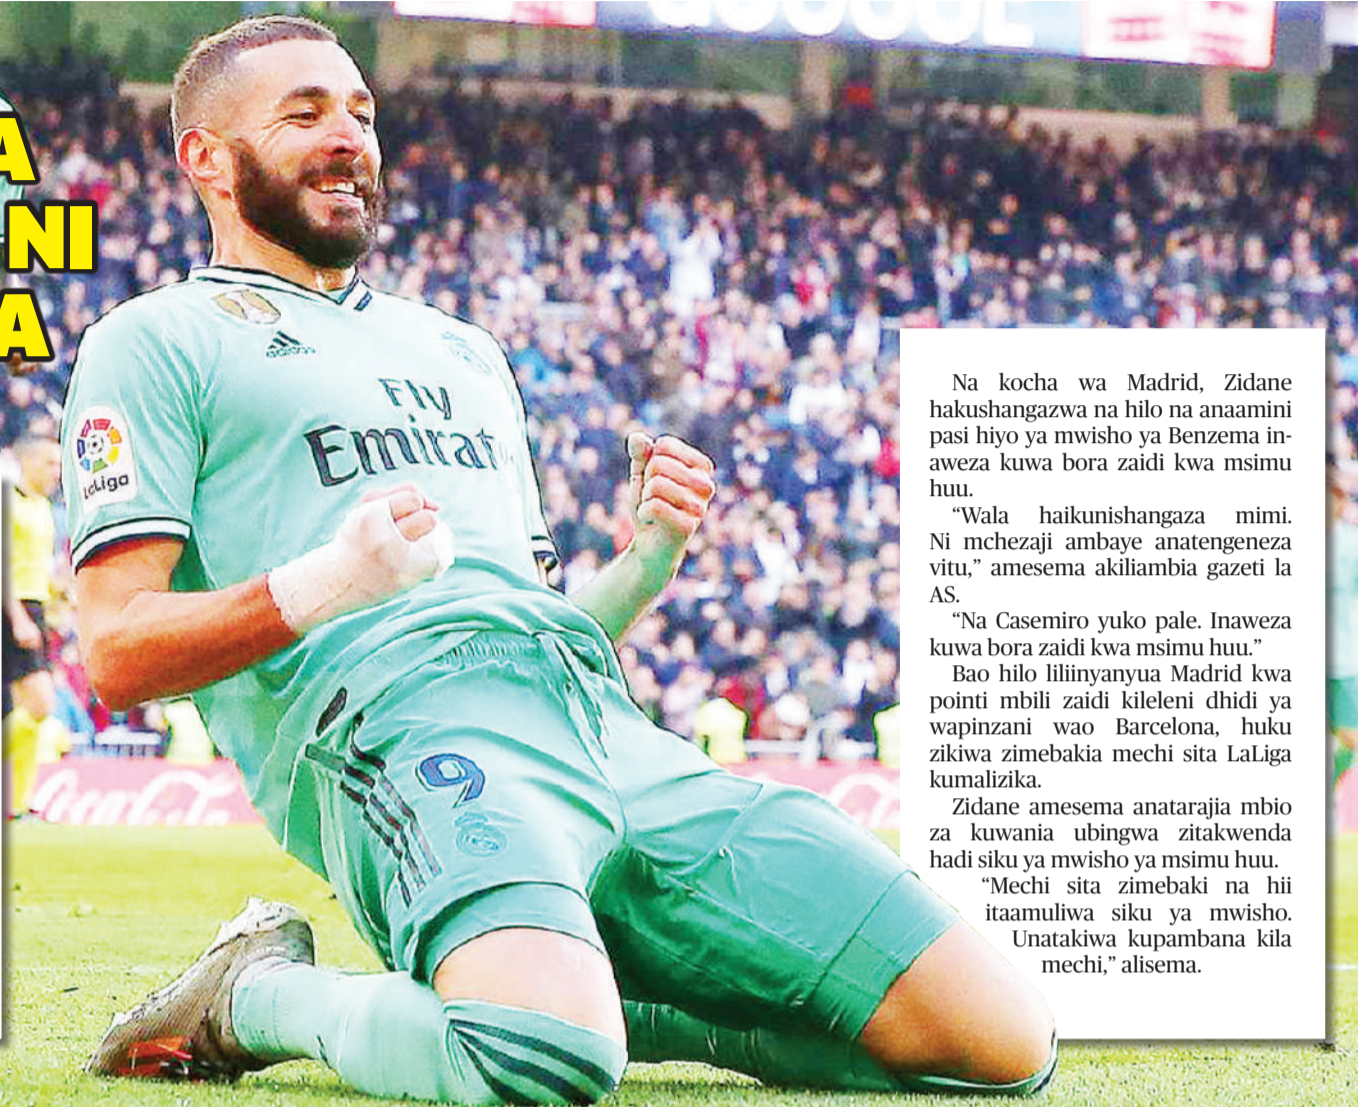 A
NI
A
adidas
Fly
Emirat
LaLiga
9
Na kocha wa Madrid, Zidane
hakushangazwa na hilo na anaamini
pasi hiyo ya mwisho ya Benzema in-
aweza kuwa bora zaidi kwa msimu
huu.
“Wala haikunishangaza mimi.
Ni mchezaji ambaye anatengeneza
vitu,” amesema akiliambia gazeti la
AS.
“Na Casemiro yuko pale. Inaweza
kuwa bora zaidi kwa msimu huu.”
Bao hilo liliinyanyua Madrid kwa
pointi mbili zaidi kileleni dhidi ya
wapinzani wao Barcelona, huku
zikiwa zimebakia mechi sita LaLiga
kumalizika.
Zidane amesema anatarajia mbio
za kuwania ubingwa zitakwenda
hadi siku ya mwisho ya msimu huu.
“Mechi sita zimebaki na hii
itaamuliwa siku ya mwisho.
Unatakiwa kupambana kila
mechi,” alisema.
Coca-Cola